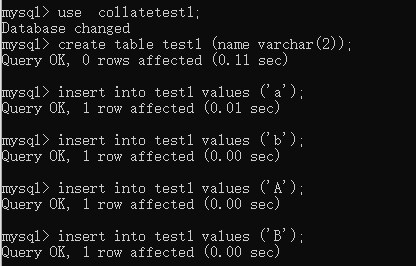 mysql> use  collatetest1;
Database changed
mysql> create table test1 (name varchar(2));
Query OK, 0 rows affected (0.11 sec)
mysql> insert into test1 values ('a');
Query OK, 1 row affected (0.01 sec)
mysql> insert into test1 values ('b');
Query OK, 1 row affected (0.00 sec)
mysql> insert into test1 values ('A');
Query OK, 1 row affected (0.00 sec)
mysql> insert into test1 values ('B');
Query OK, 1 row affected (0.00 sec)